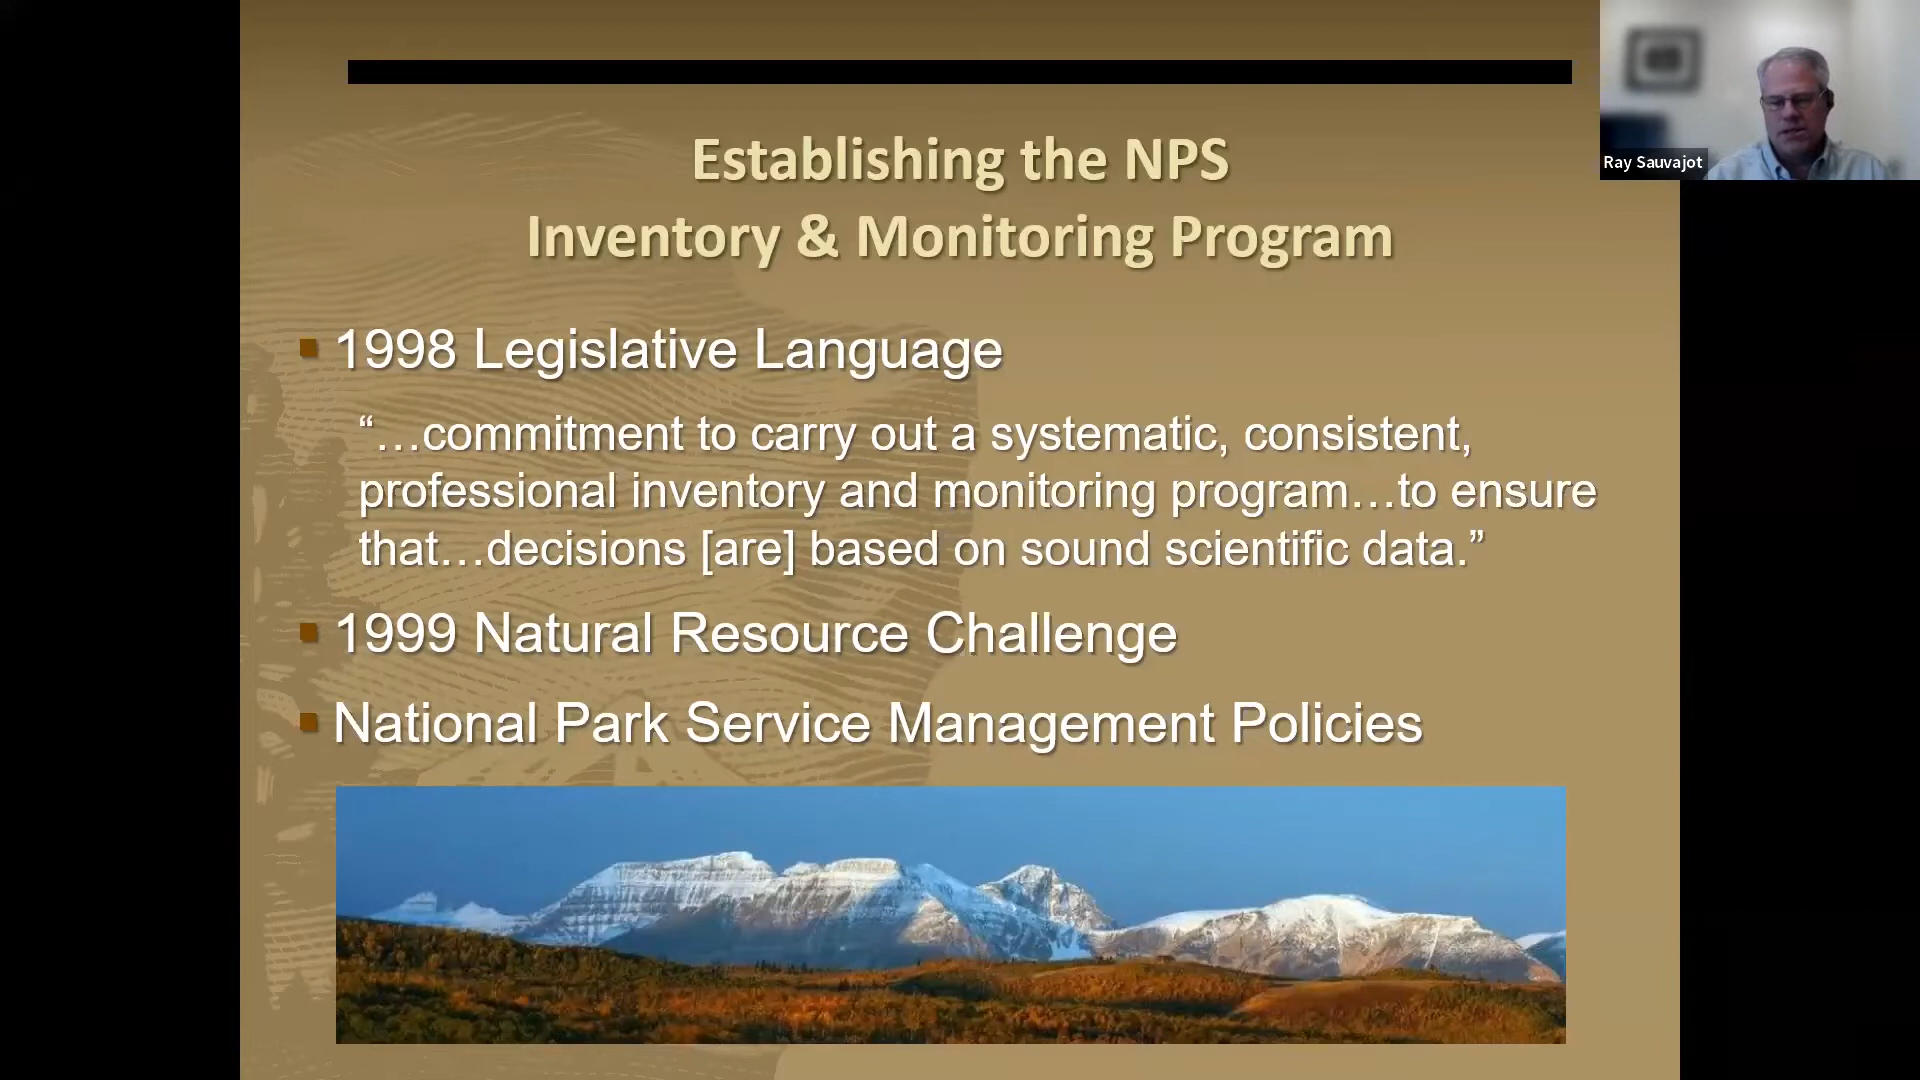 Establishing the NPS
Inventory & Monitoring Program
Ray Sauvajot
▪ 1998 Legislative Language
“…commitment to carry out a systematic, consistent,
professional inventory and monitoring program…to ensure
that…decisions [are] based on sound scientific data.”
▪ 1999 Natural Resource Challenge
▪ National Park Service Management Policies